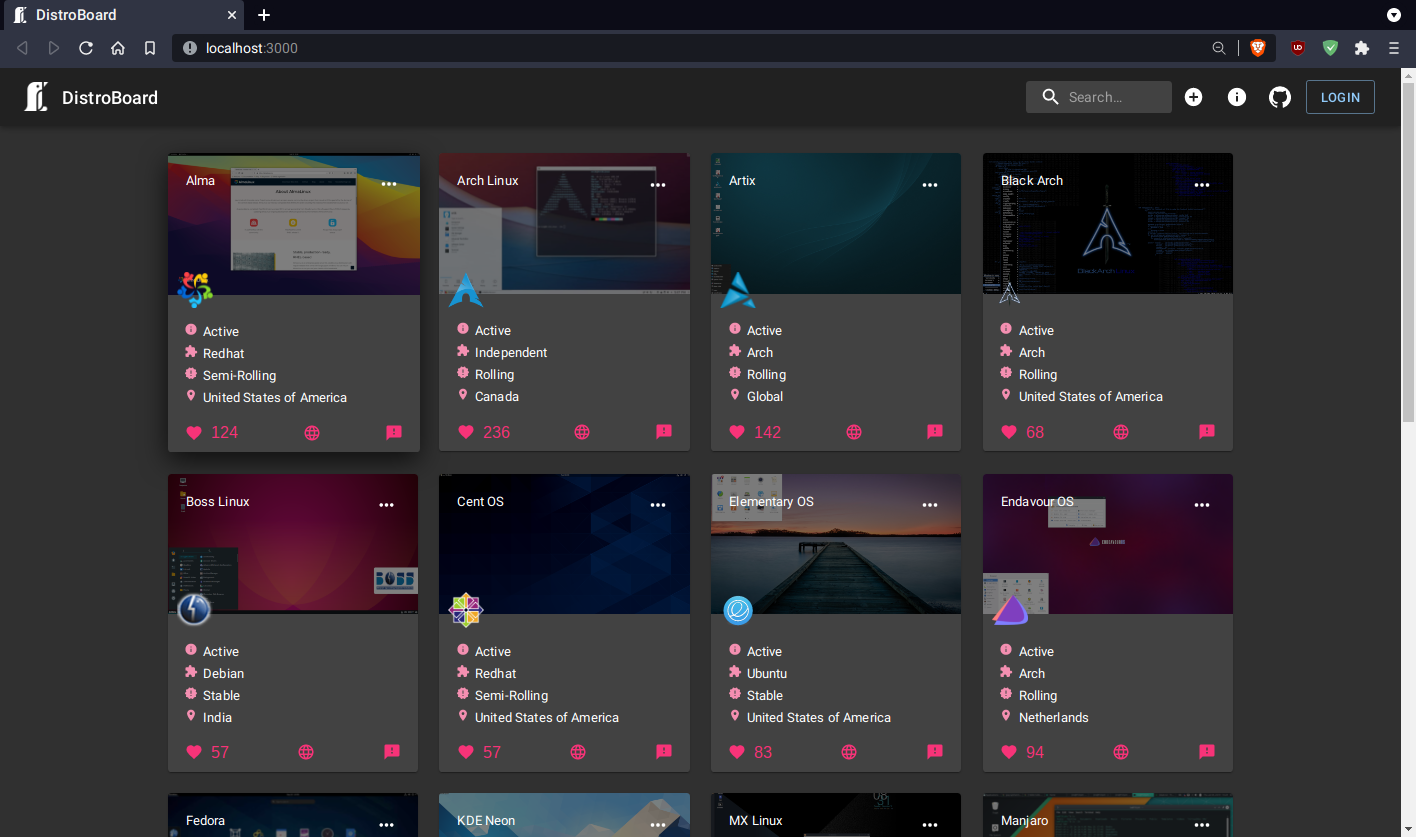 DistroBoard
localhost:3000
DistroBoard
Search…
LOGIN
Alma
Active
Redhat
Semi-Rolling
United States of America
124
Arch Linux
Active
Independent
Rolling
Canada
236
Artix
Active
Arch
Rolling
Global
142
Black Arch
Active
Arch
Rolling
United States of America
68
Boss Linux
BOSS
Active
Debian
Stable
India
57
Cent OS
Active
Redhat
Semi-Rolling
United States of America
57
Elementary OS
Active
Ubuntu
Stable
United States of America
83
Endavour OS
Active
Arch
Rolling
Netherlands
94
Fedora
KDE Neon
MX Linux
Manjaro